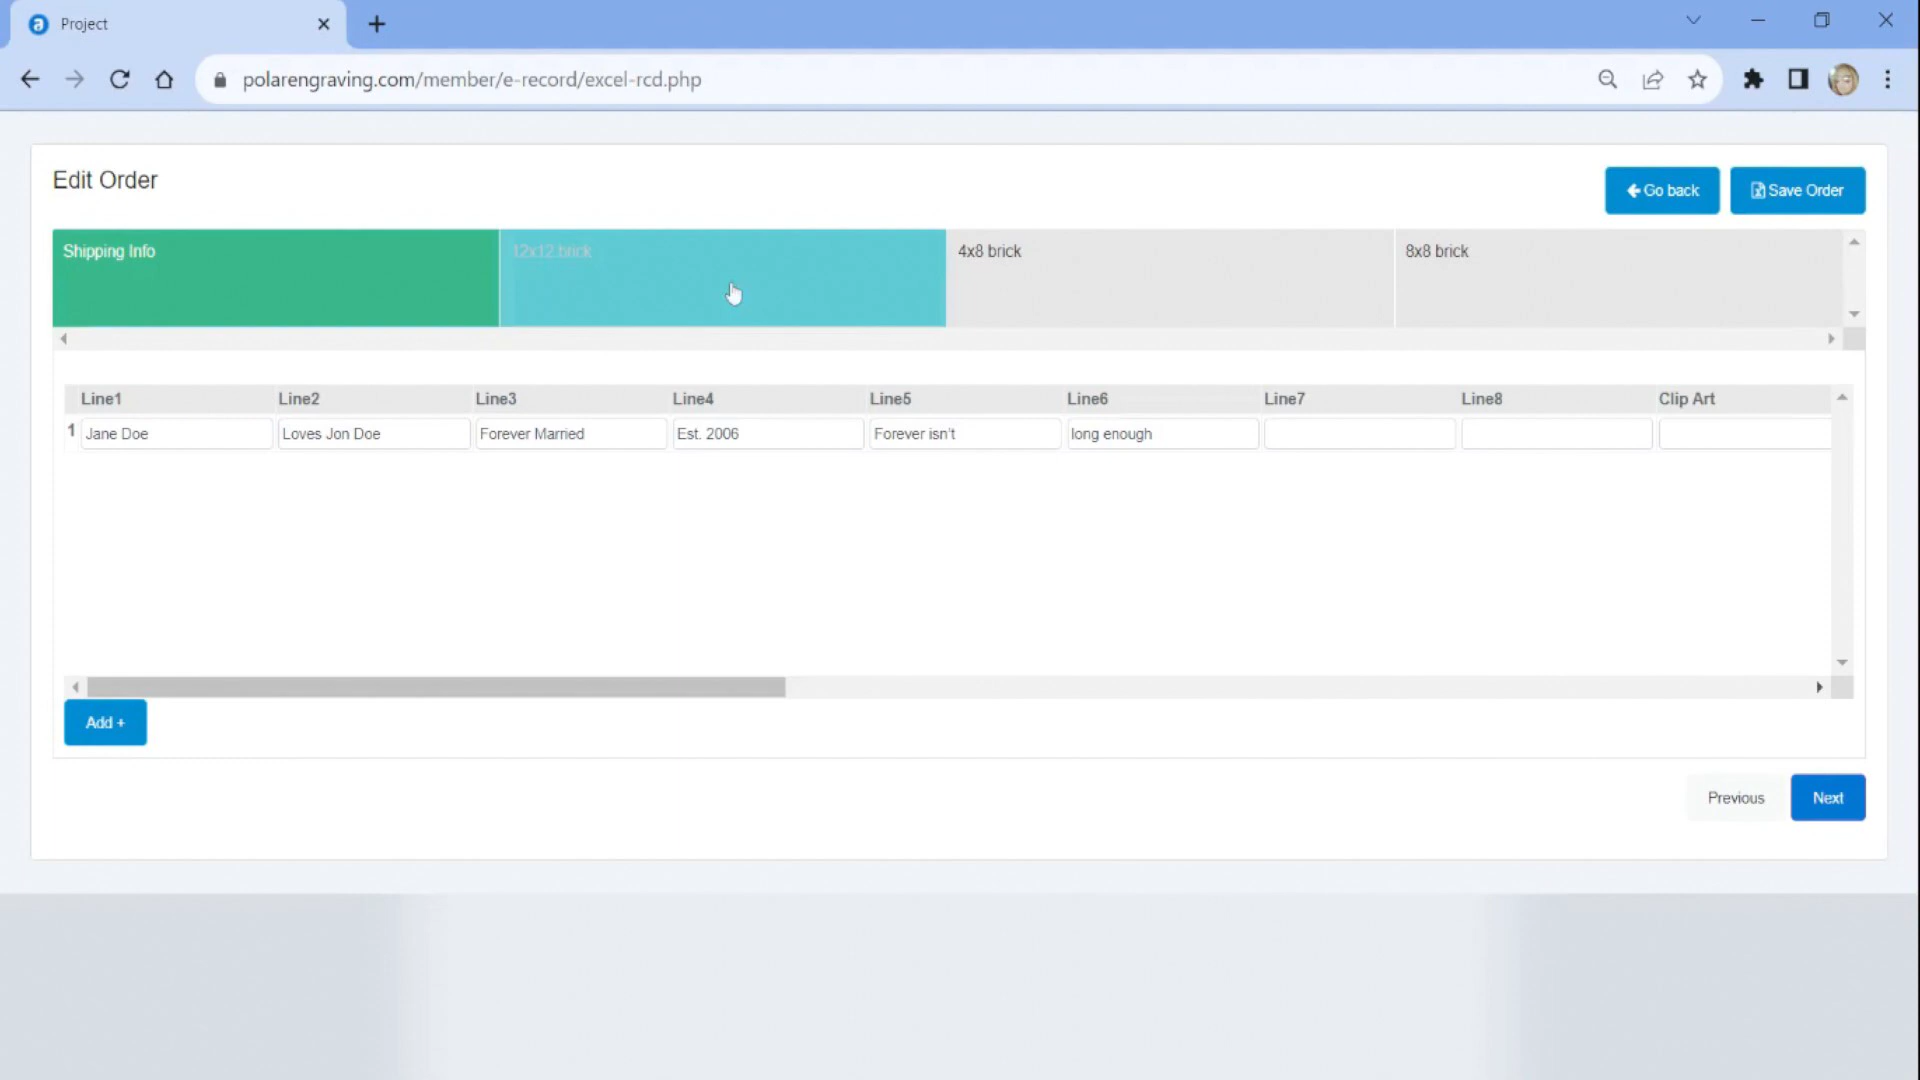 Project
polarengraving.com/member/e-record/excel-rcd.php
Edit Order
Go back
Save Order
Shipping Info
12x12 brick
4x8 brick
8x8 brick
Line1 Line2 Line3 Line4 Line5 Line6 Line7 Line8 Clip Art
1 Jane Doe Loves Jon Doe Forever Married Est. 2006 Forever isn't long enough
Add +
Previous
Next